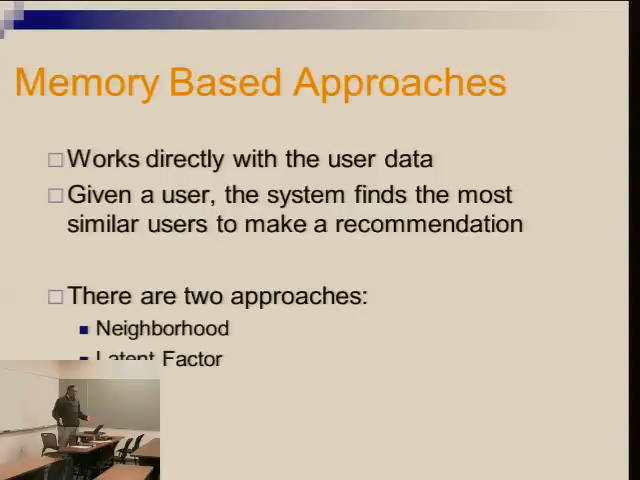 Memory Based Approaches
Works directly with the user data
Given a user, the system finds the most
similar users to make a recommendation
There are two approaches:
Neighborhood
Latent Factor